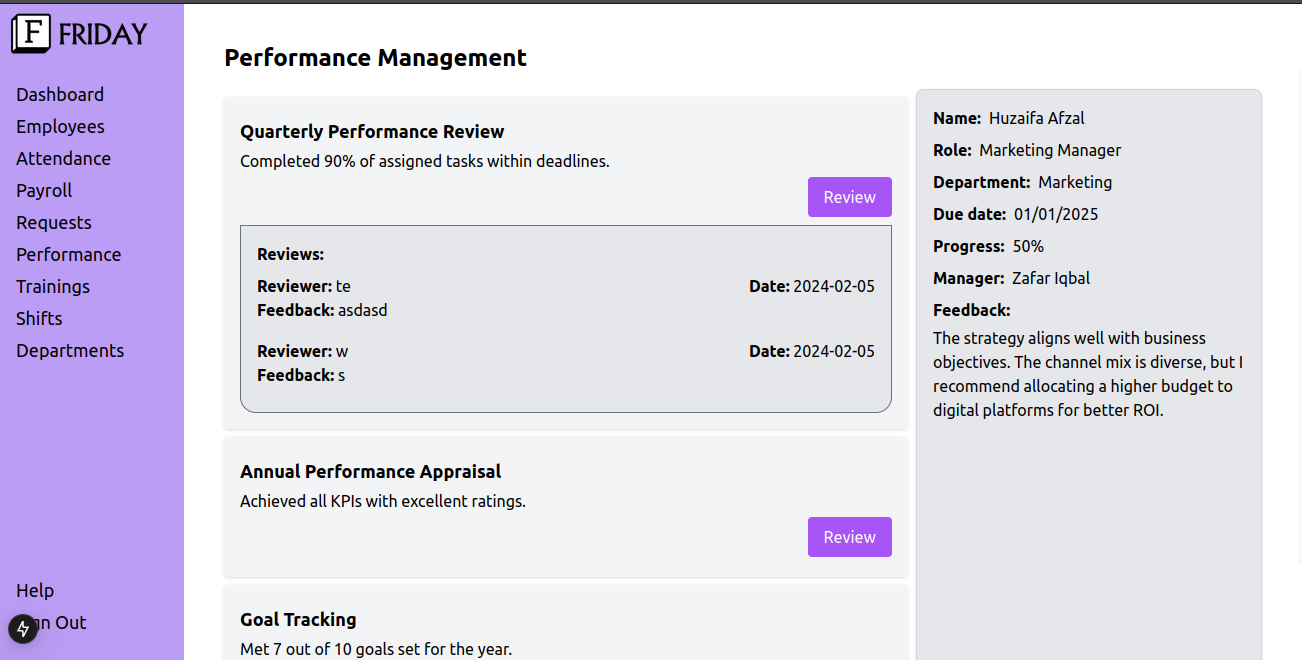 F FRIDAY
Dashboard
Employees
Attendance
Payroll
Requests
Performance
Trainings
Shifts
Departments
Help
n Out
Performance Management
Quarterly Performance Review
Completed 90% of assigned tasks within deadlines.
Review
Reviews:
Reviewer: te Date: 2024-02-05
Feedback: asdasd
Reviewer: w Date: 2024-02-05
Feedback: s
Annual Performance Appraisal
Achieved all KPIs with excellent ratings.
Review
Goal Tracking
Met 7 out of 10 goals set for the year.
Name: Huzaifa Afzal
Role: Marketing Manager
Department: Marketing
Due date: 01/01/2025
Progress: 50%
Manager: Zafar Iqbal
Feedback:
The strategy aligns well with business
objectives. The channel mix is diverse, but I
recommend allocating a higher budget to
digital platforms for better ROI.